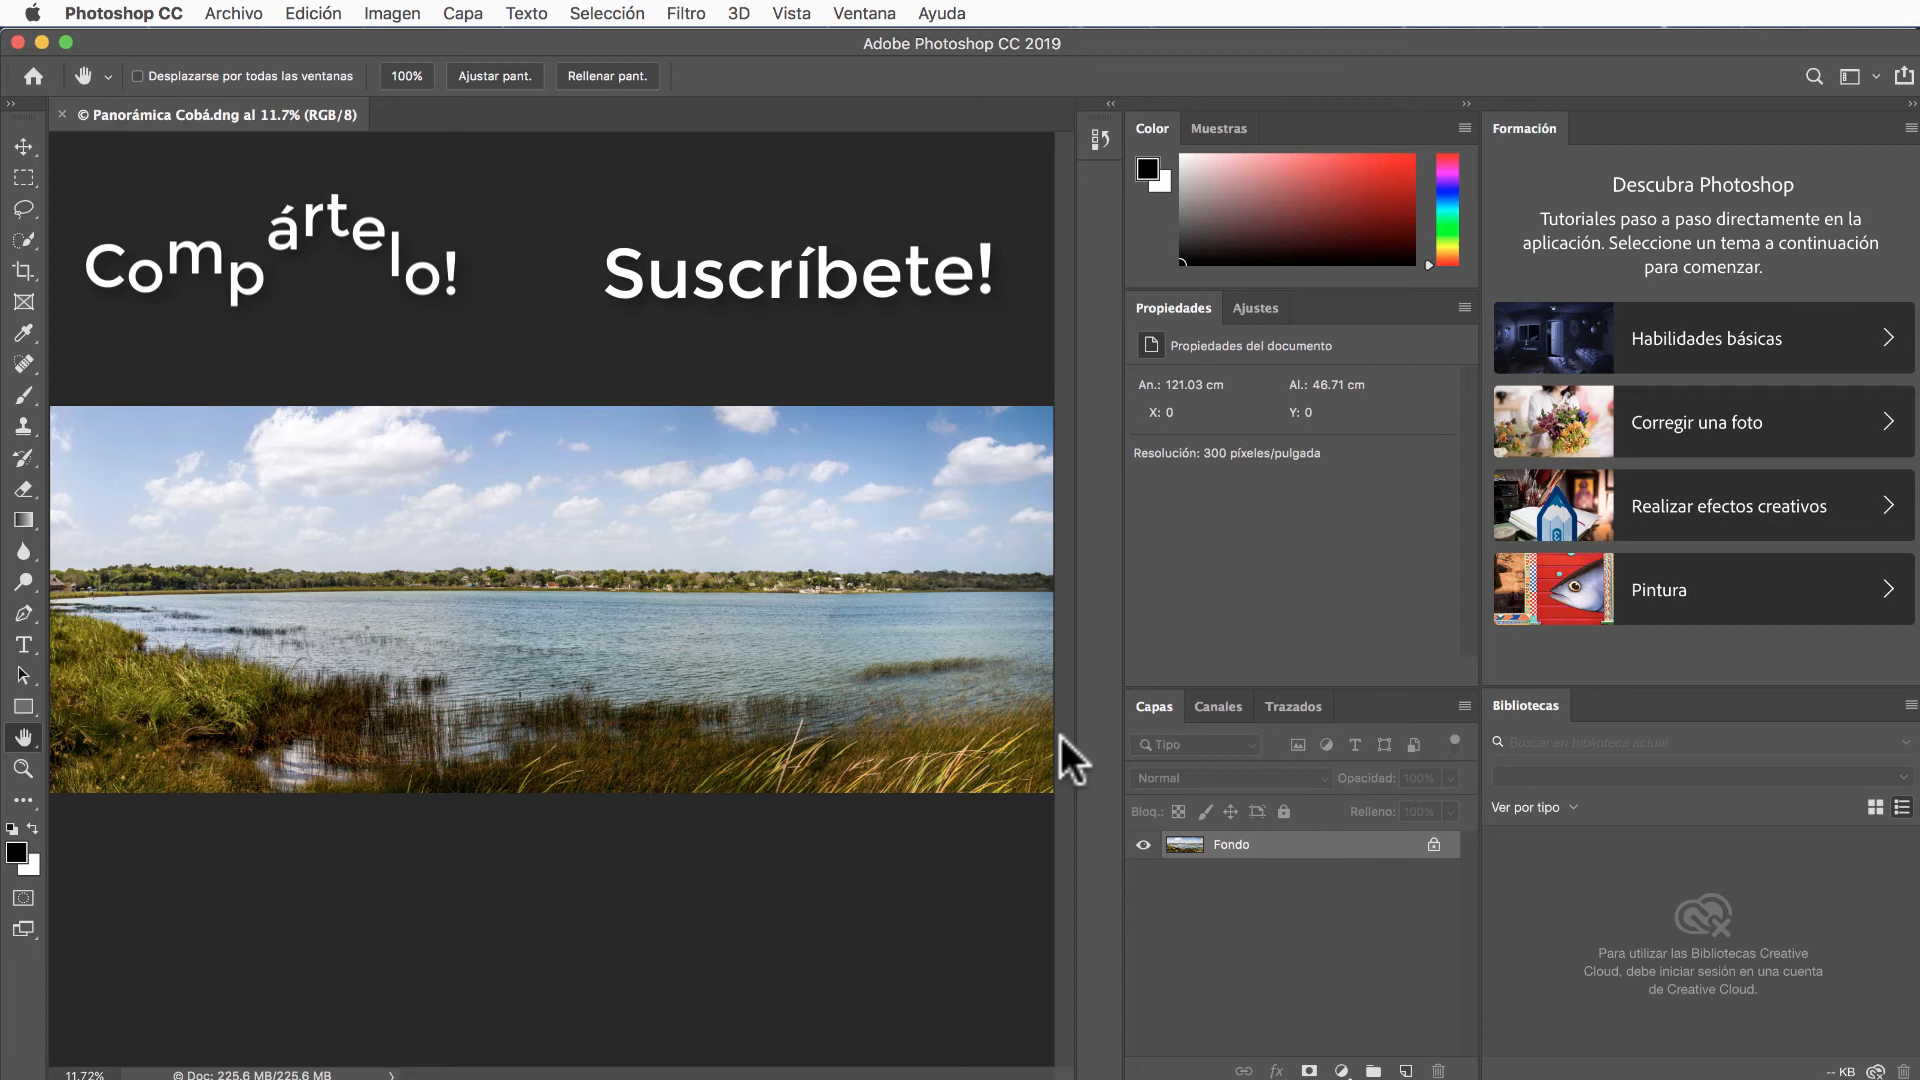 Photoshop CC Archivo Edición Imagen Capa Texto Selección Filtro 3D Vista Ventana Ayuda
Adobe Photoshop CC 2019
Desplazarse por todas las ventanas 100% Ajustar pant. Rellenar pant.
© Panorámica Cobá.dng al 11.7% (RGB/8)
Compártelo!
Suscríbete!
Color Muestras
Propiedades Ajustes
Propiedades del documento
An.: 121.03 cm Al.: 46.71 cm
X: 0 Y: 0
Resolución: 300 píxeles/pulgada
Capas Canales Trazados
Tipo
Normal Opacidad: 100%
Bloq.: Relleno: 100%
Fondo
Formación
Descubra Photoshop
Tutoriales paso a paso directamente en la
aplicación. Seleccione un tema a continuación
para comenzar.
Habilidades básicas
Corregir una foto
Realizar efectos creativos
Pintura
Bibliotecas
Buscar en biblioteca actual
Ver por tipo
Para utilizar las Bibliotecas Creative
Cloud, debe iniciar sesión en una cuenta
de Creative Cloud.
11.72% © Doc: 225.6 MB/225.6 MB
fx
-- KB